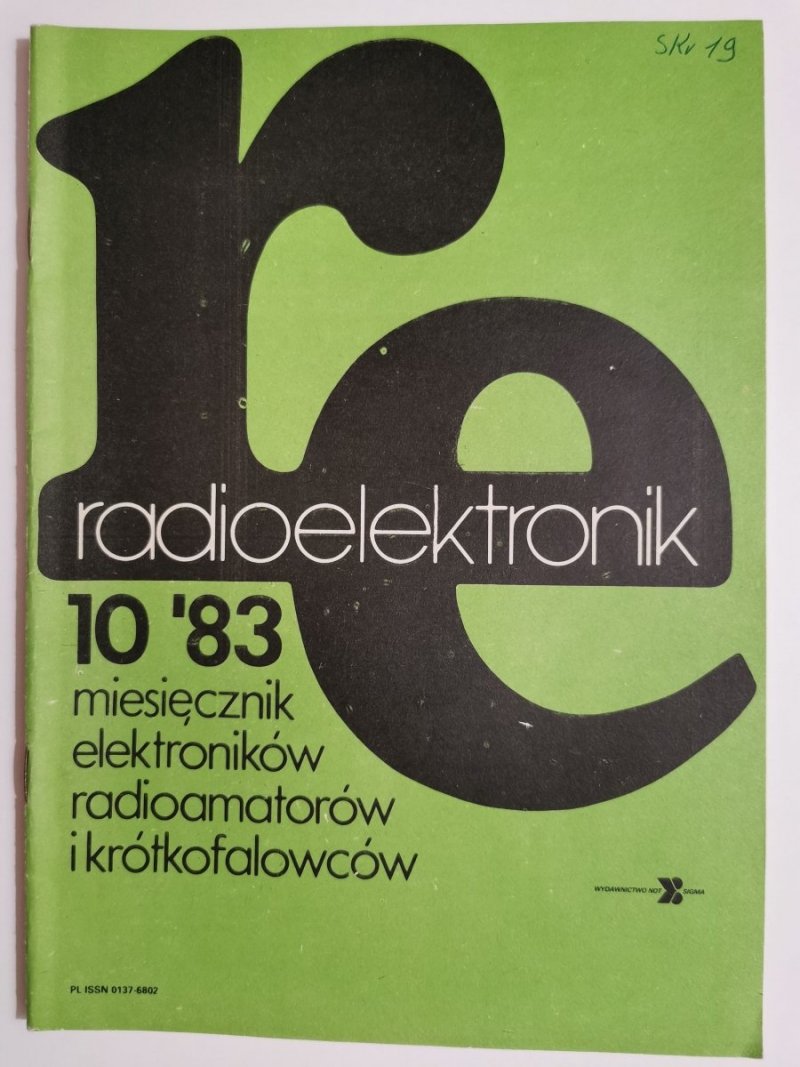 SKr 19
re
radioelektronik
10 '83
miesięcznik
elektroników
radioamatorów
i krótkofalowców
WYDAWNICTWO NOT SIGMA
PL ISSN 0137-6802